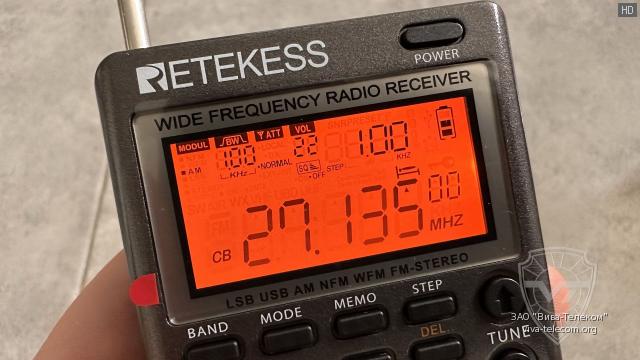 HD
RETEKESS
POWER
WIDE FREQUENCY RADIO RECEIVER
MODUL BW ATT VOL
AM 1.00 KHz •NORMAL 22 SQ •OFF STEP 1.00 KHZ
CB 27.135 00 MHZ
LSB USB AM NFM WFM FM-STEREO
BAND MODE MEMO STEP
DEL. TUNE
ЗАО "Вива-Телеком"
viva-telecom.org